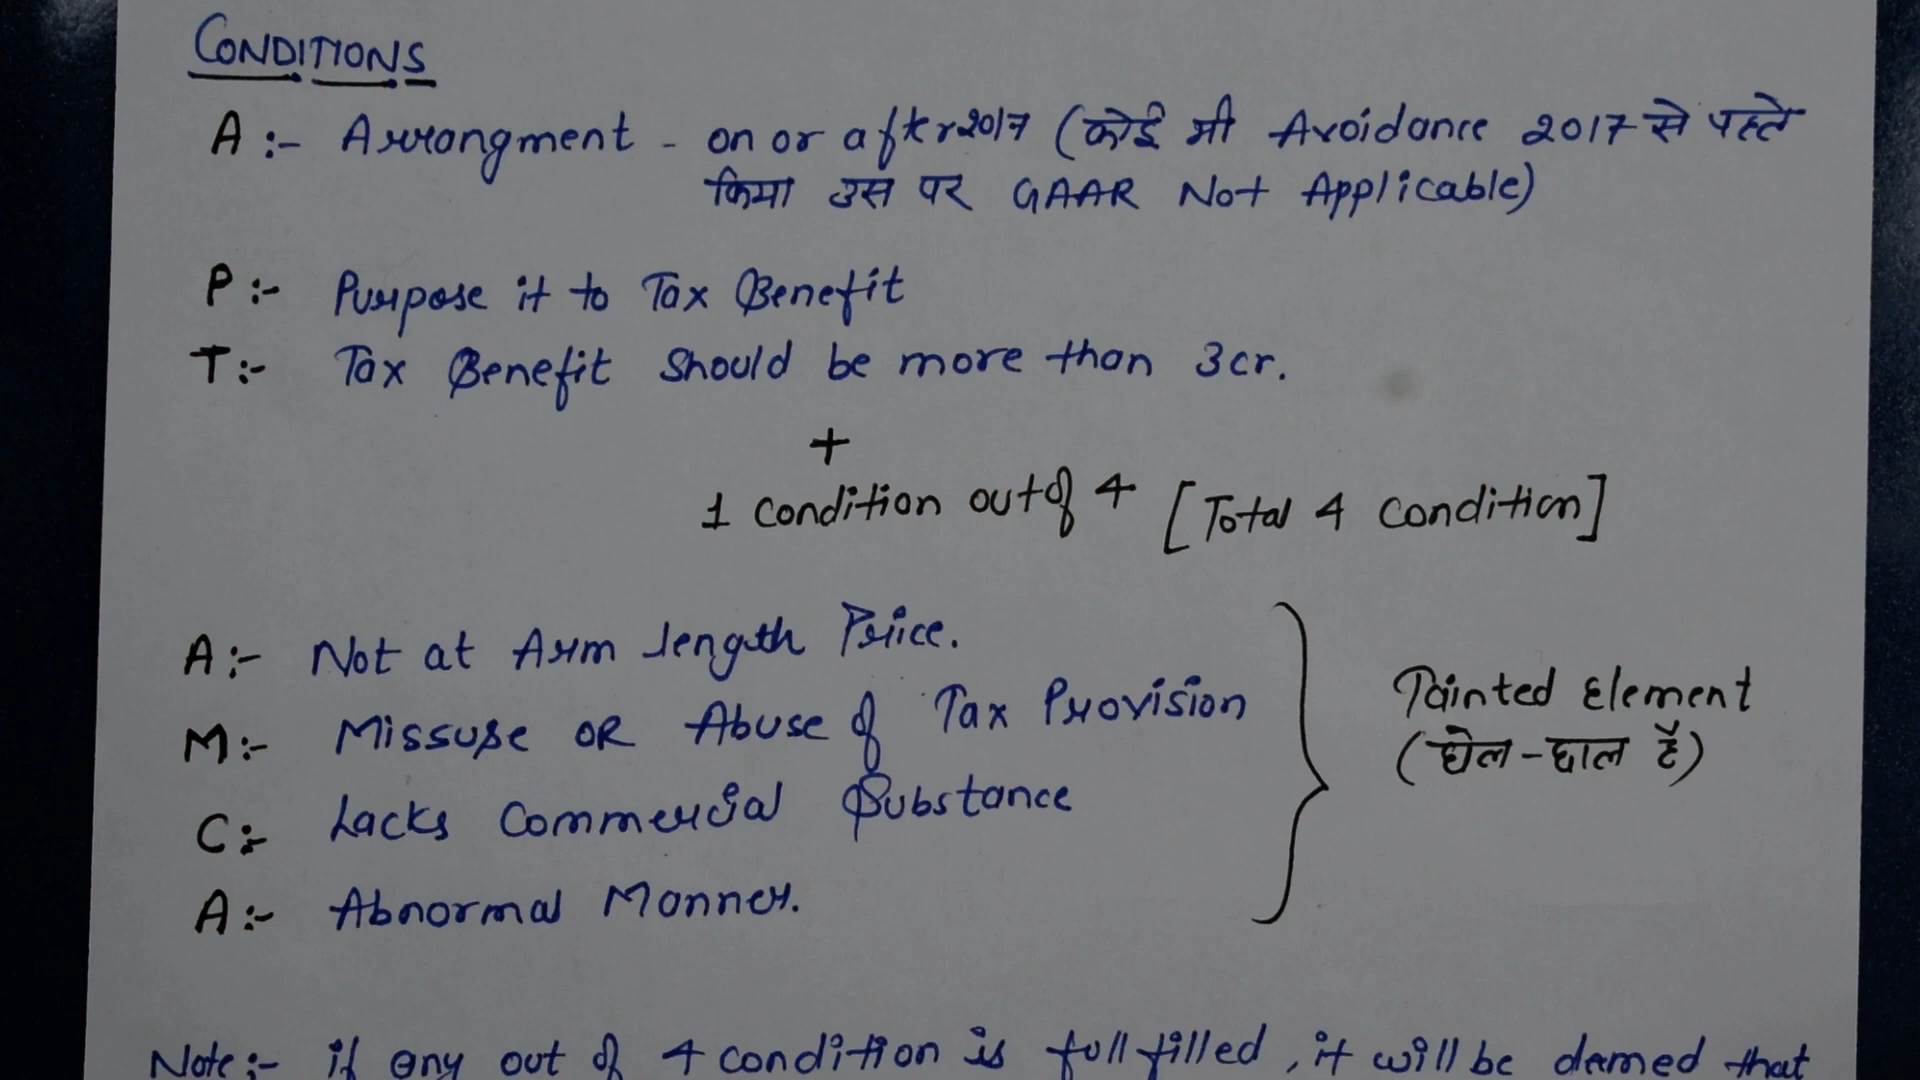 CONDITIONS
A :- Arrangment - on or after 2017 (कोई भी Avoidance 2017 से पहले
किया उस पर GAAR Not Applicable)
P :- Purpose it to Tax Benefit
T :- Tax Benefit Should be more than 3cr.
+
1 Condition out of 4 [Total 4 Condition]
A :- Not at Arm length Price.
M :- Missuse OR Abuse of Tax Provision
C :- Lacks Commercial Substance
A :- Abnormal Manner.
Tainted Element
(घेल-घाल है)
Note :- if any out of 4 condition is fullfilled, it will be demed that